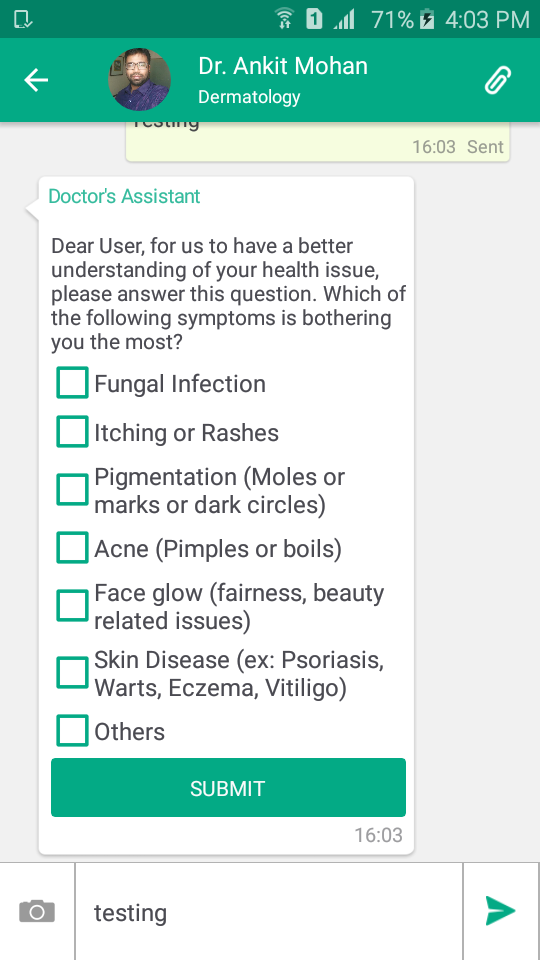 1 71% 4:03 PM
Dr. Ankit Mohan
Dermatology
Testing
16:03 Sent
Doctor's Assistant
Dear User, for us to have a better
understanding of your health issue,
please answer this question. Which of
the following symptoms is bothering
you the most?
Fungal Infection
Itching or Rashes
Pigmentation (Moles or
marks or dark circles)
Acne (Pimples or boils)
Face glow (fairness, beauty
related issues)
Skin Disease (ex: Psoriasis,
Warts, Eczema, Vitiligo)
Others
SUBMIT
16:03
testing